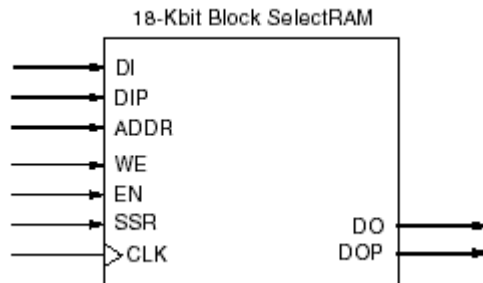 18-Kbit Block SelectRAM
DI
DIP
ADDR
WE
EN
SSR
CLK
DO
DOP